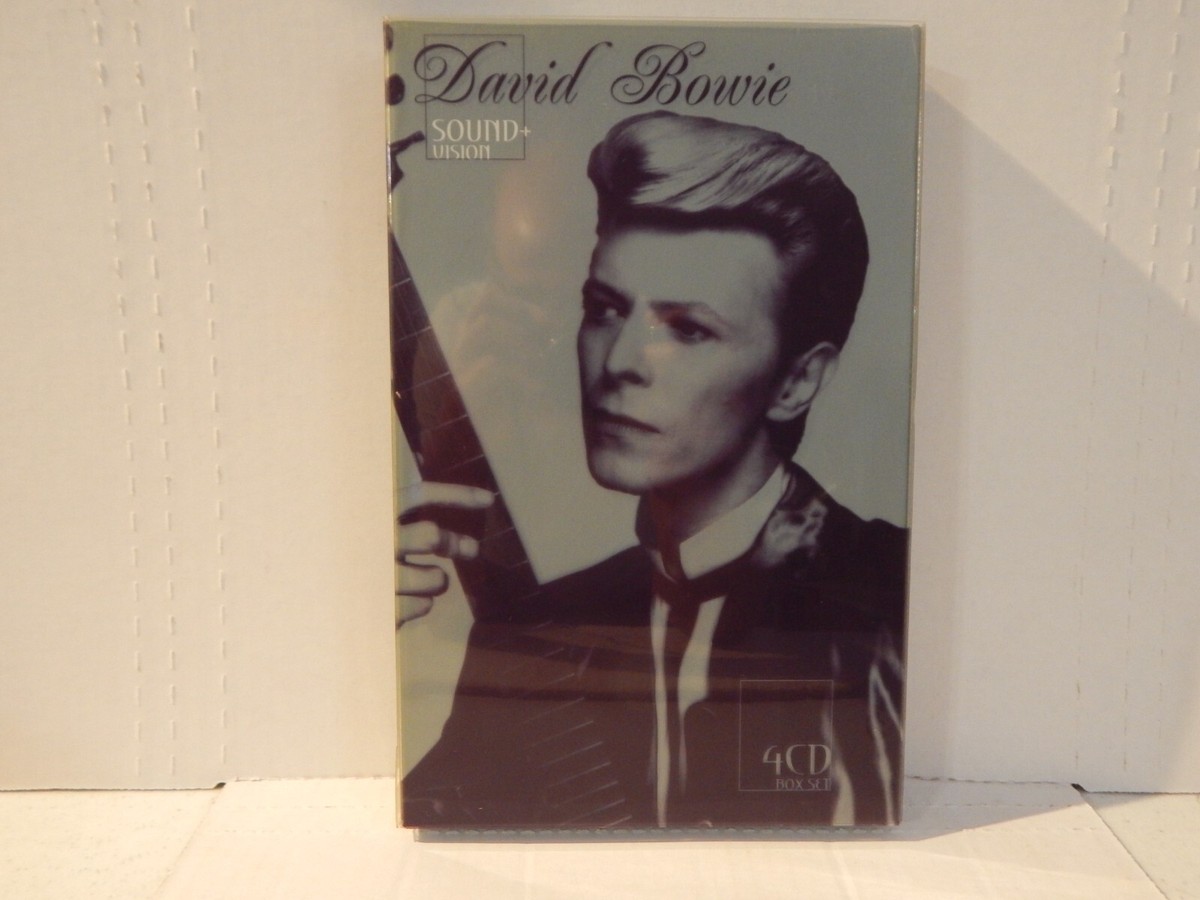 David Bowie
SOUND+
VISION
4CD
BOX SET